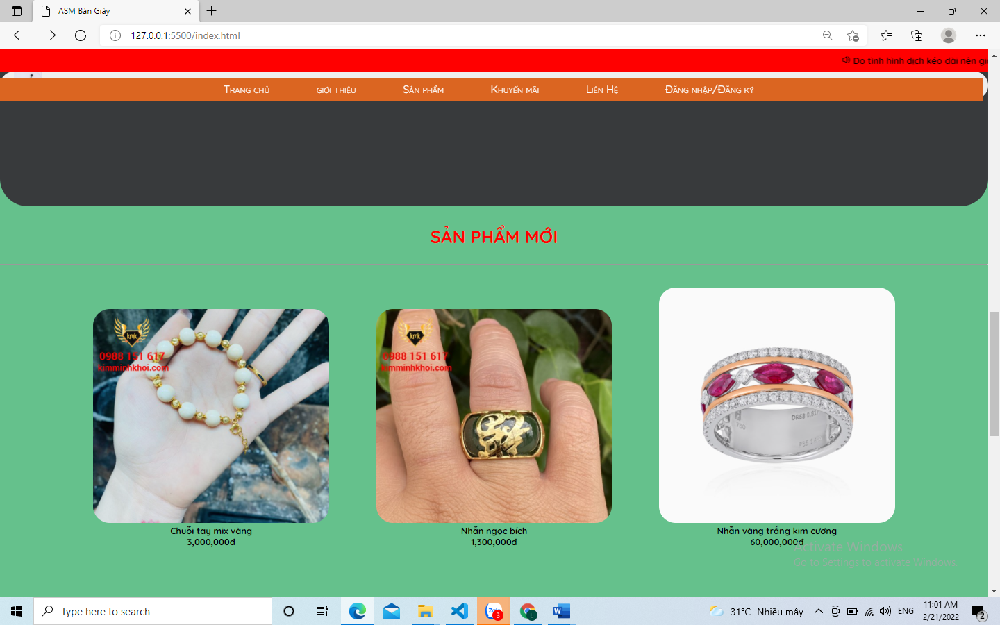 ASM Bán Giày
127.0.0.1:5500/index.html
Do tình hình dịch kéo dài nên
Trang chủ giới thiệu Sản phẩm Khuyến mãi Liên Hệ Đăng nhập/Đăng ký
SẢN PHẨM MỚI
kmk
0988 151 617
kimminhkhoi.com
kmk
0988 151 617
kimminhkhoi.com
Chuỗi tay mix vàng
3,000,000đ
Nhẫn ngọc bích
1,300,000đ
Nhẫn vàng trắng kim cương
60,000,000đ
Activate Windows
Go to Settings to activate Windows.
Type here to search
3
L
31°C Nhiều mây
ENG
11:01 AM
2/21/2022
2